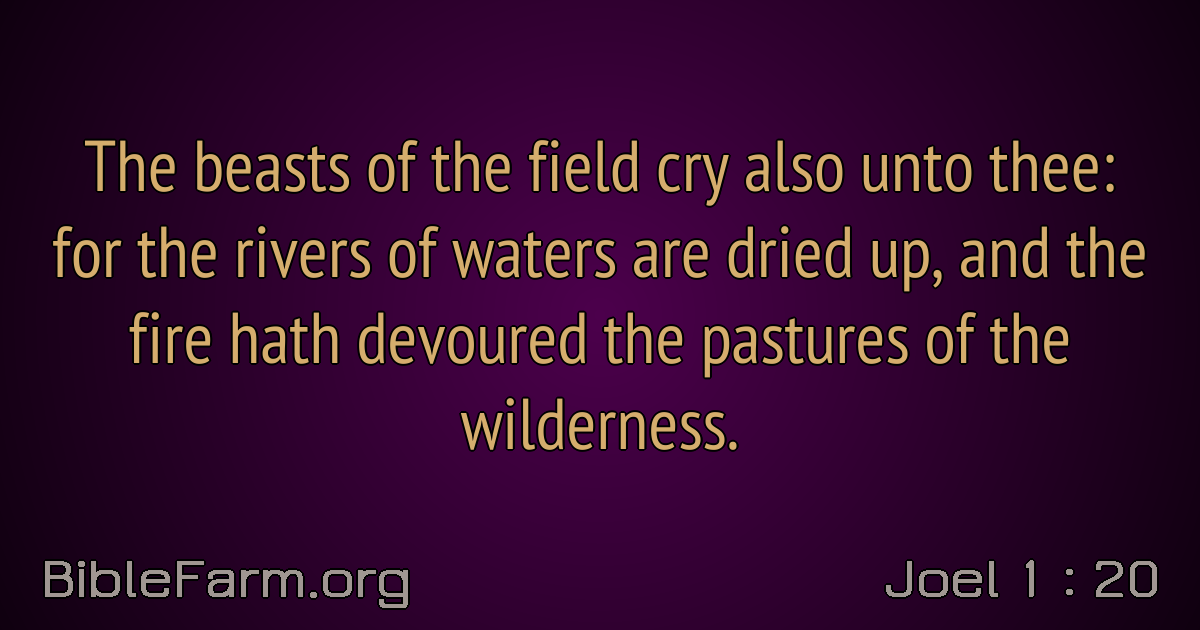 The beasts of the field cry also unto thee:
for the rivers of waters are dried up, and the
fire hath devoured the pastures of the
wilderness.
BibleFarm.org
Joel 1 : 20